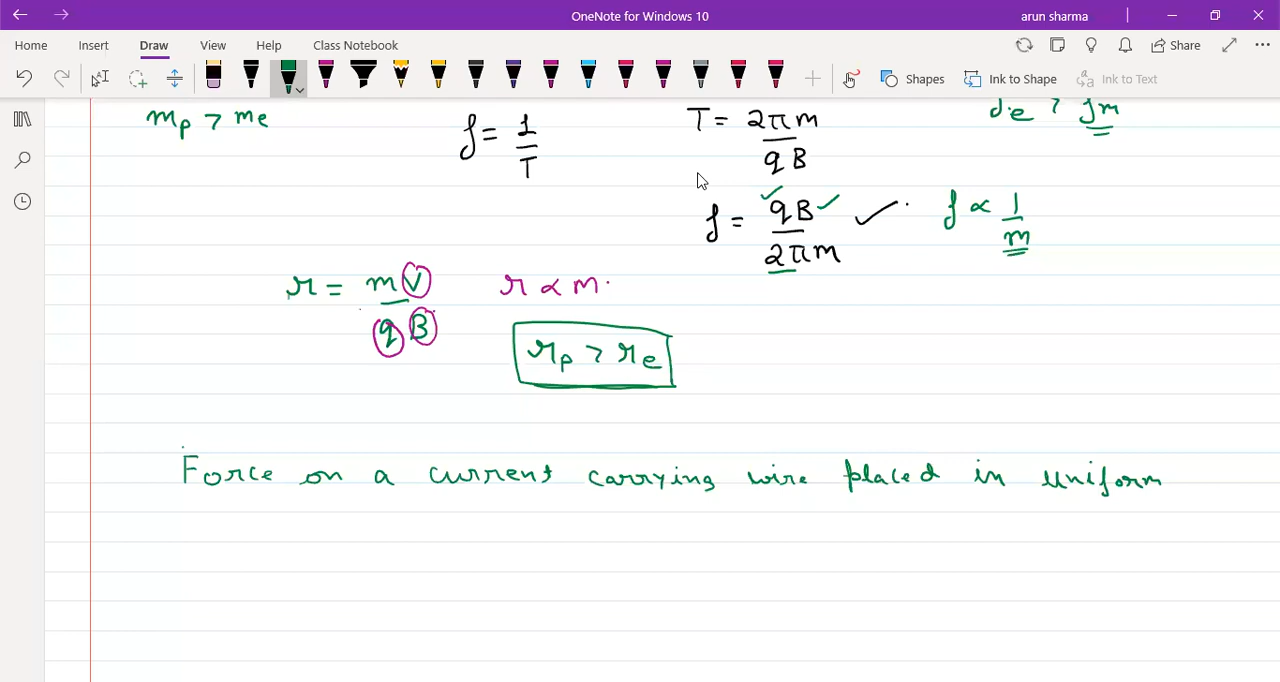 OneNote for Windows 10
arun sharma
Home Insert Draw View Help Class Notebook
Share
Shapes
Ink to Shape
Ink to Text
mp > me
f = 1/T
T = 2πm/qB
f = qB/2πm
f ∝ 1/m
r = mv/qB
r ∝ m.
rp > re
Force on a current carrying wire placed in uniform